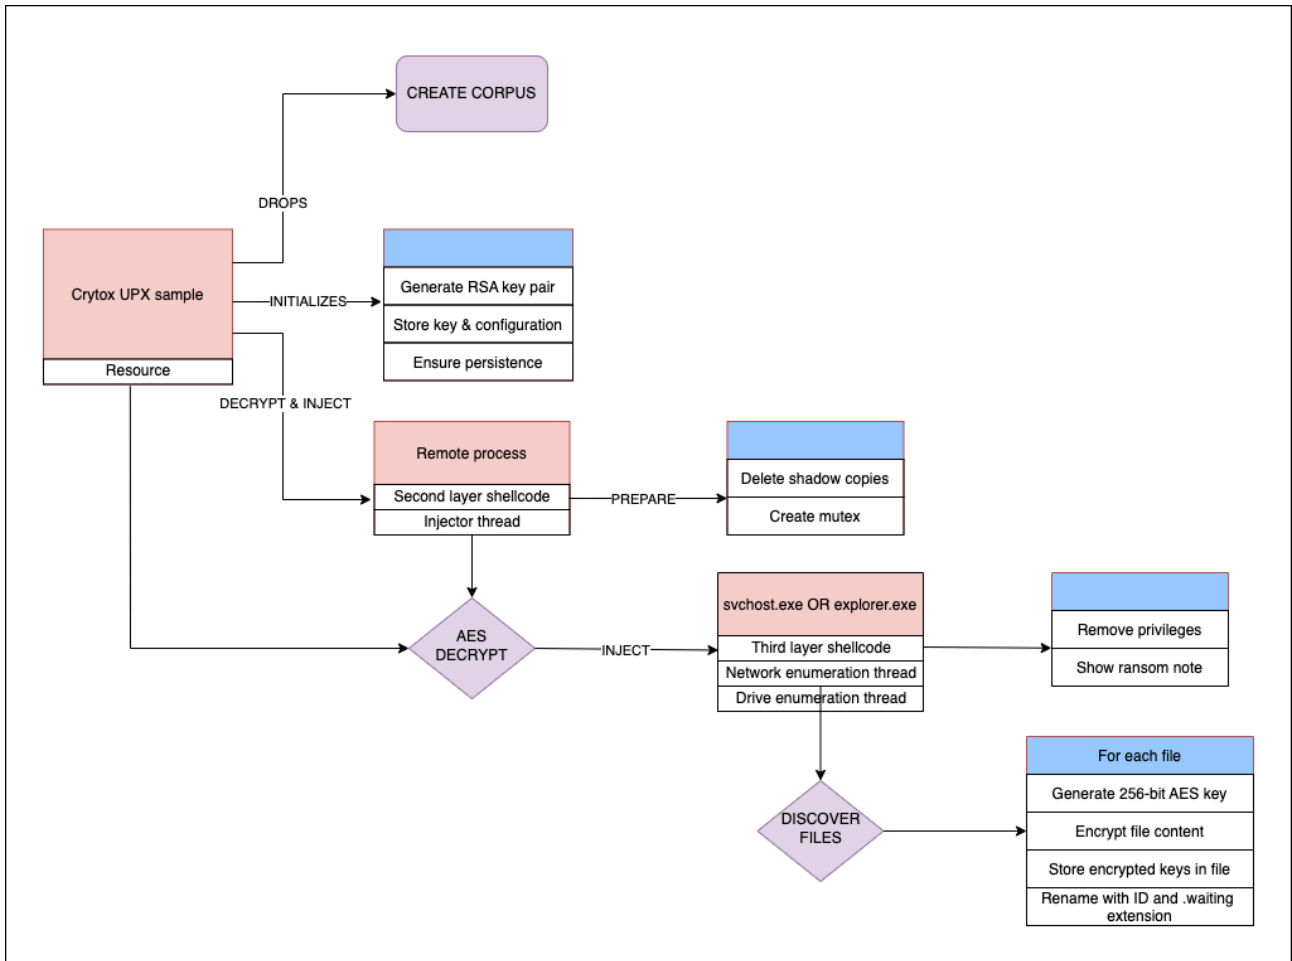 CREATE CORPUS
DROPS
Crytox UPX sample
Resource
INITIALIZES
Generate RSA key pair
Store key & configuration
Ensure persistence
DECRYPT & INJECT
Remote process
Second layer shellcode
Injector thread
PREPARE
Delete shadow copies
Create mutex
AES
DECRYPT
INJECT
svchost.exe OR explorer.exe
Third layer shellcode
Network enumeration thread
Drive enumeration thread
Remove privileges
Show ransom note
DISCOVER
FILES
For each file
Generate 256-bit AES key
Encrypt file content
Store encrypted keys in file
Rename with ID and .waiting
extension